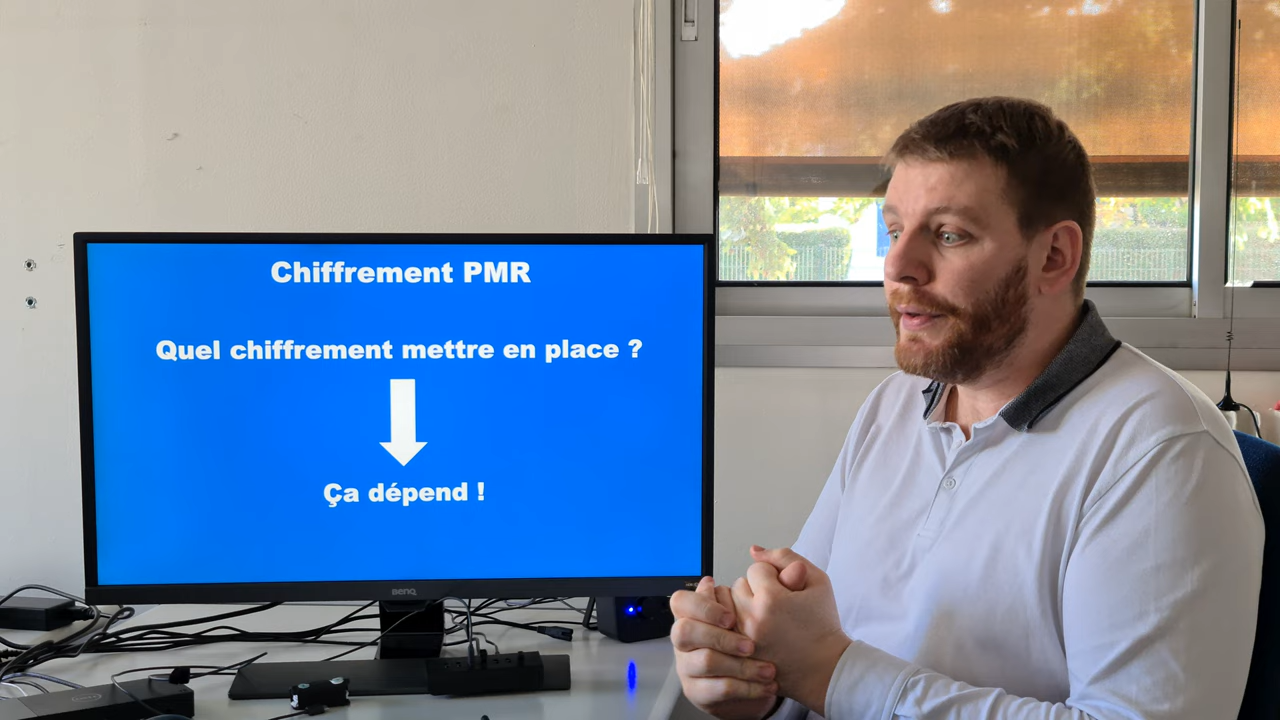 Chiffrement PMR
Quel chiffrement mettre en place ?
Ça dépend !
BenQ